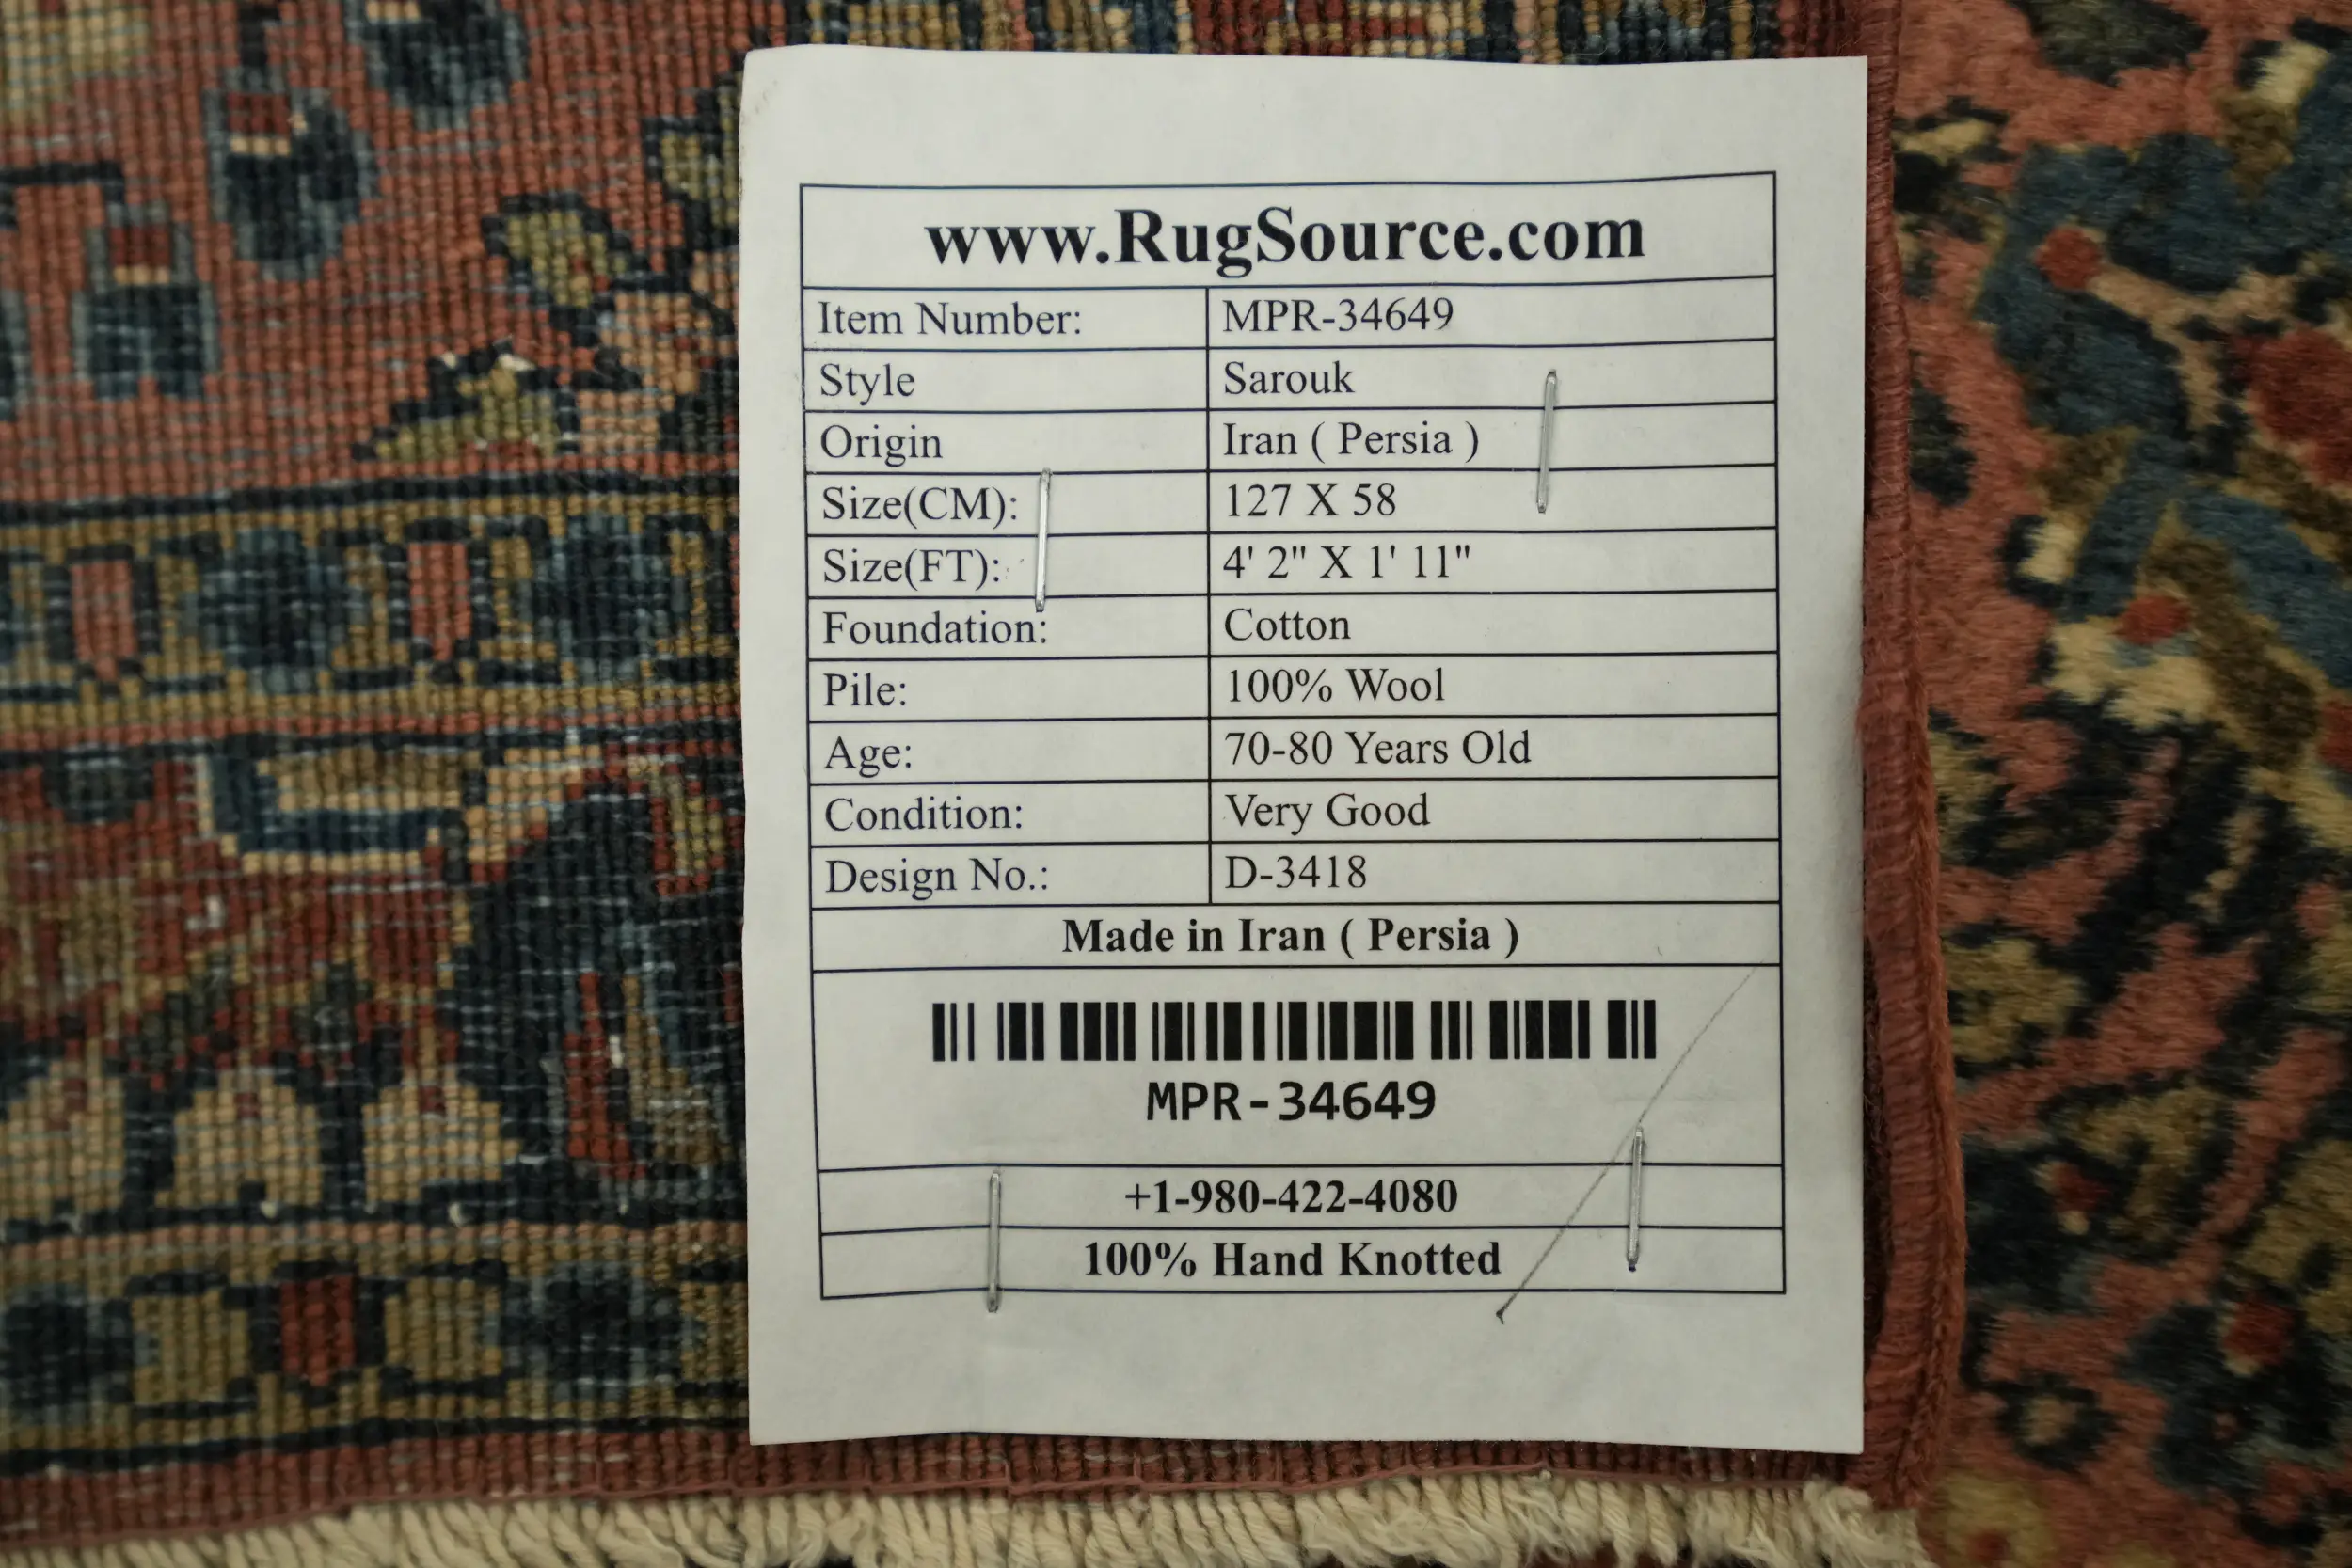 www.RugSource.com
Item Number: MPR-34649
Style Sarouk
Origin Iran ( Persia )
Size(CM): 127 X 58
Size(FT): 4' 2" X 1' 11"
Foundation: Cotton
Pile: 100% Wool
Age: 70-80 Years Old
Condition: Very Good
Design No.: D-3418
Made in Iran ( Persia )
MPR-34649
+1-980-422-4080
100% Hand Knotted